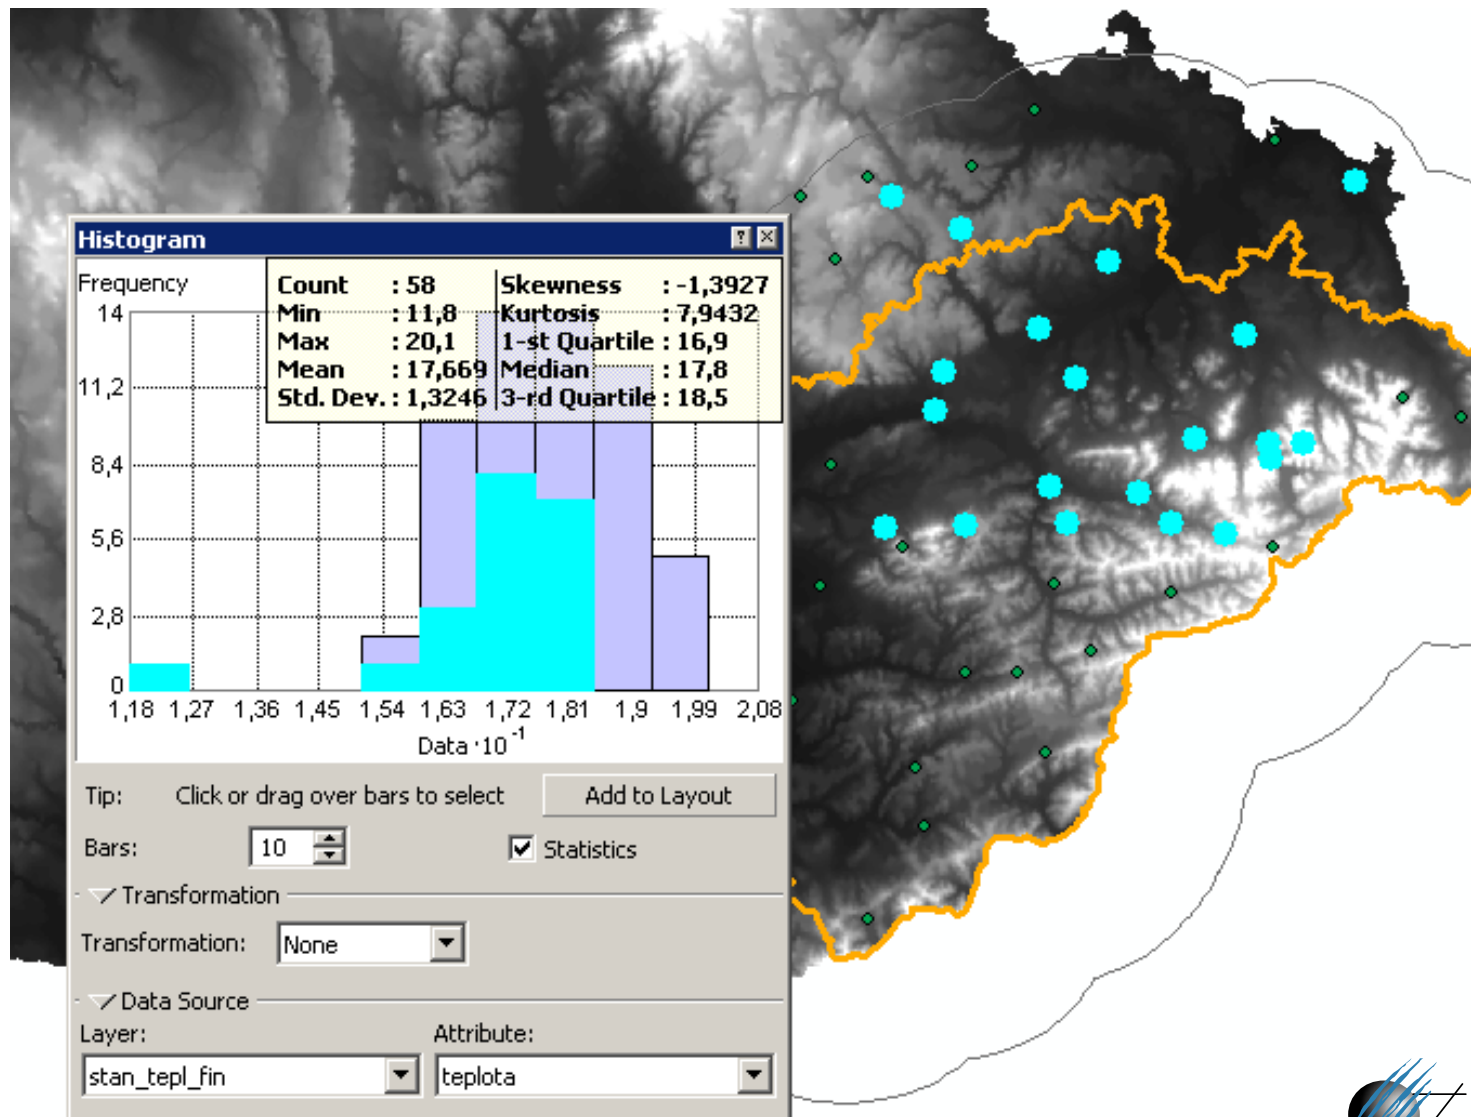 Histogram
Frequency
Count : 58 Skewness : -1,3927
Min : 11,8 Kurtosis : 7,9432
Max : 20,1 1-st Quartile : 16,9
Mean : 17,669 Median : 17,8
Std. Dev. : 1,3246 3-rd Quartile : 18,5
14
11,2
8,4
5,6
2,8
0
1,18 1,27 1,36 1,45 1,54 1,63 1,72 1,81 1,9 1,99 2,08
Data ·10⁻¹
Tip: Click or drag over bars to select Add to Layout
Bars: 10 Statistics
Transformation
Transformation: None
Data Source
Layer: Attribute:
stan_tepl_fin teplota